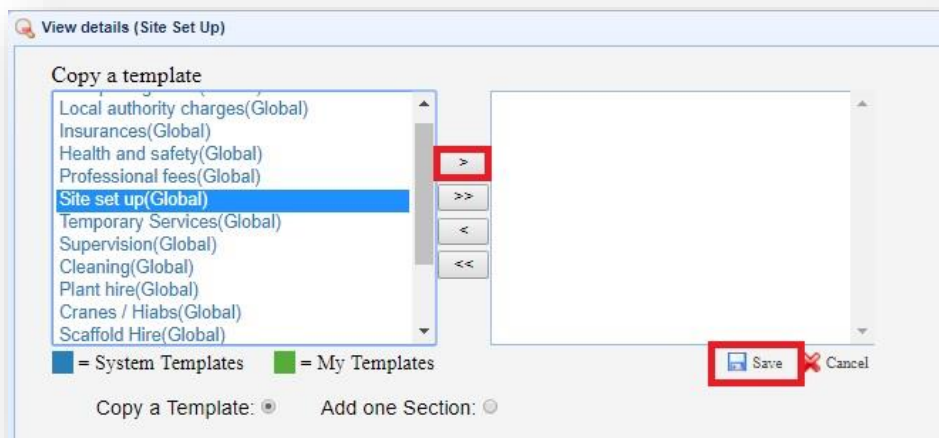 View details (Site Set Up)
Copy a template
Local authority charges(Global)
Insurances(Global)
Health and safety(Global)
Professional fees(Global)
Site set up(Global)
Temporary Services(Global)
Supervision(Global)
Cleaning(Global)
Plant hire(Global)
Cranes / Hiabs(Global)
Scaffold Hire(Global)
>
>>
<
<<
= System Templates = My Templates
Save Cancel
Copy a Template: Add one Section: